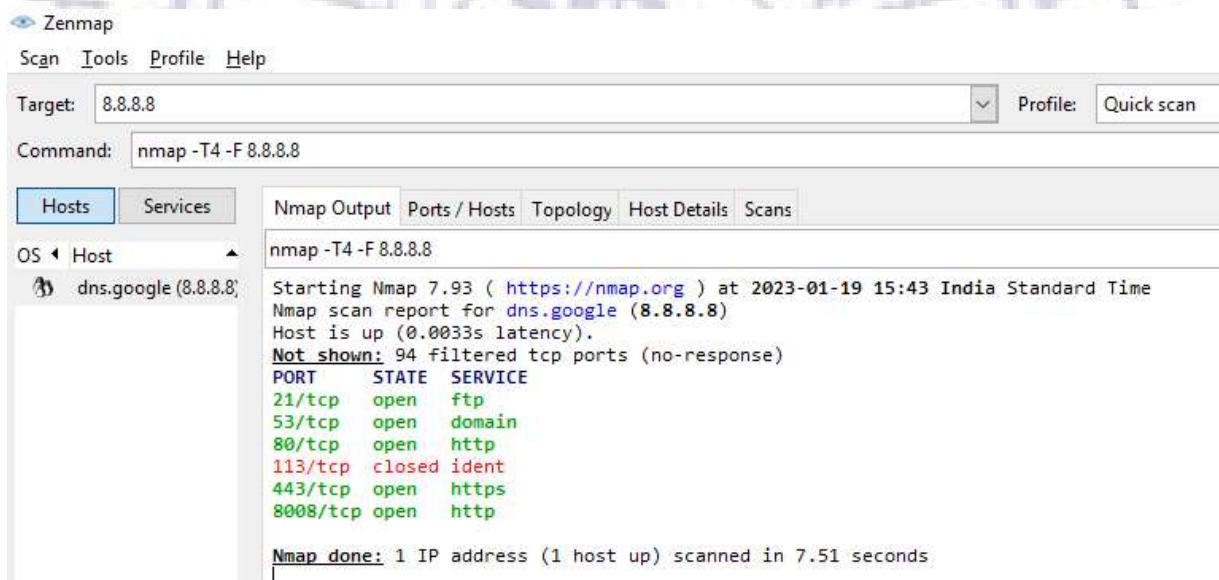 Zenmap
Scan Tools Profile Help
Target: 8.8.8.8 Profile: Quick scan
Command: nmap -T4 -F 8.8.8.8
Hosts Services Nmap Output Ports / Hosts Topology Host Details Scans
OS Host nmap -T4 -F 8.8.8.8
dns.google (8.8.8.8)
Starting Nmap 7.93 ( https://nmap.org ) at 2023-01-19 15:43 India Standard Time
Nmap scan report for dns.google (8.8.8.8)
Host is up (0.0033s latency).
Not shown: 94 filtered tcp ports (no-response)
PORT STATE SERVICE
21/tcp open ftp
53/tcp open domain
80/tcp open http
113/tcp closed ident
443/tcp open https
8008/tcp open http
Nmap done: 1 IP address (1 host up) scanned in 7.51 seconds